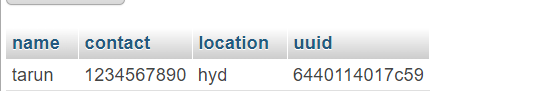 name contact location uuid
tarun 1234567890 hyd 6440114017c59